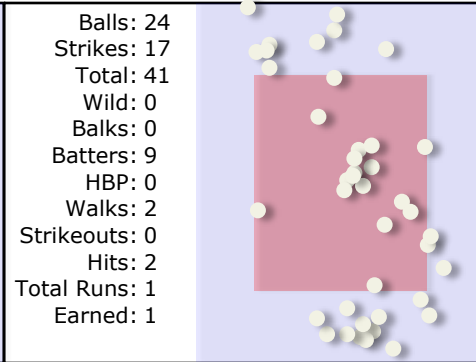 Balls: 24
Strikes: 17
Total: 41
Wild: 0
Balks: 0
Batters: 9
HBP: 0
Walks: 2
Strikeouts: 0
Hits: 2
Total Runs: 1
Earned: 1